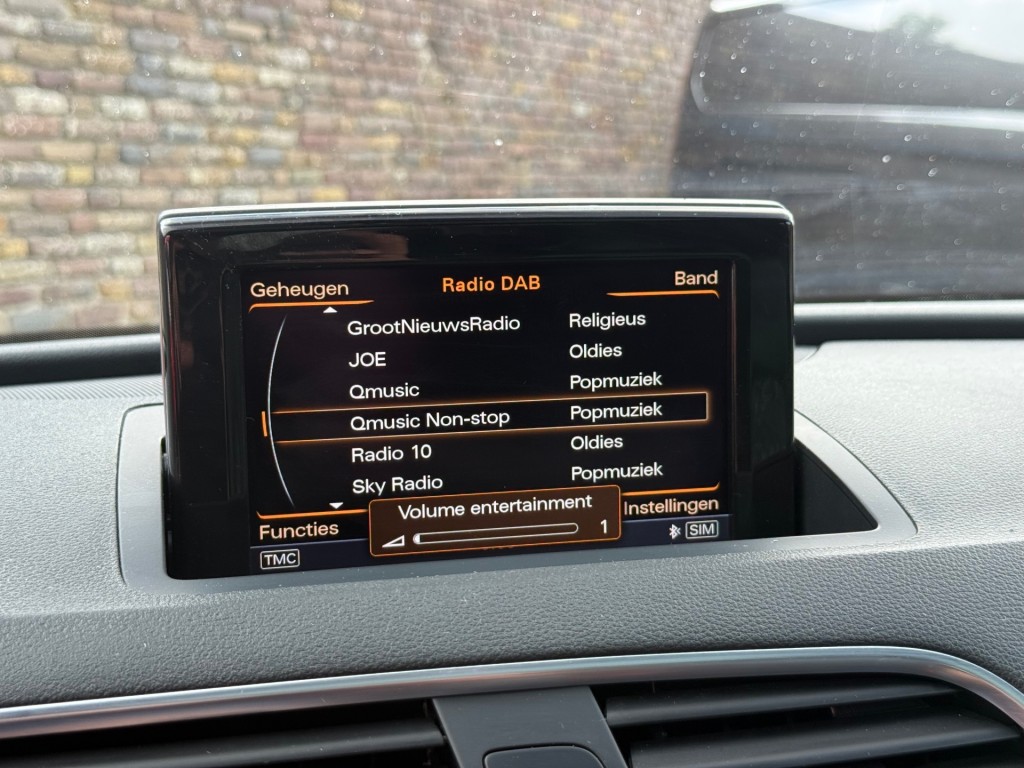 Geheugen Radio DAB Band
GrootNieuwsRadio Religieus
JOE Oldies
Qmusic Popmuziek
Qmusic Non-stop Popmuziek
Radio 10 Oldies
Sky Radio Popmuziek
Volume entertainment
1
Functies Instellingen
TMC SIM